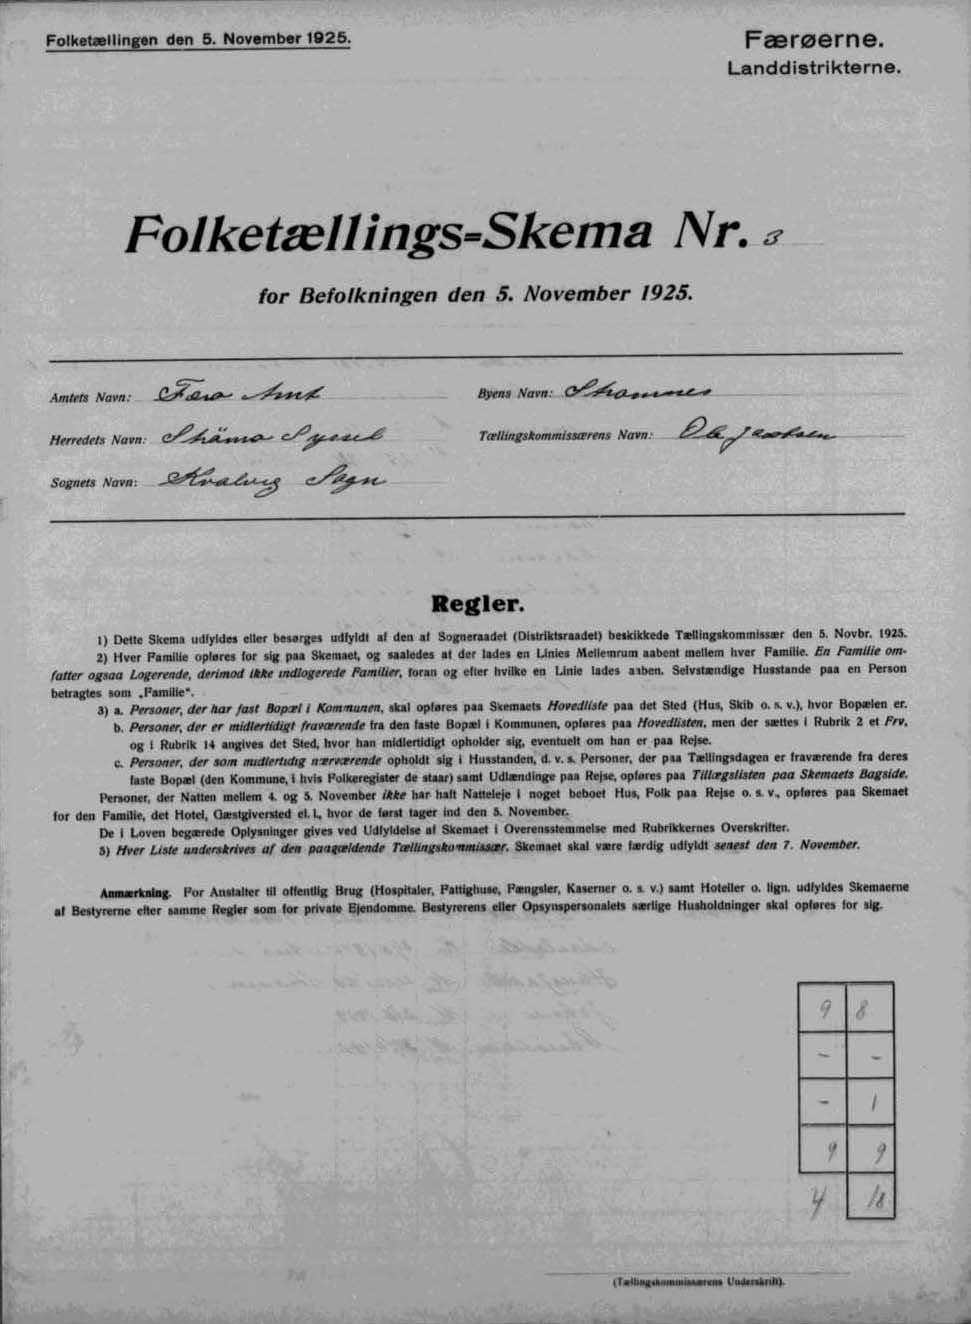 Folketællingen den 5. November 1925.
Færøerne.
Landdistrikterne.
Folketællings=Skema Nr. 3
for Befolkningen den 5. November 1925.
Amtets Navn: Færø Amt
Byens Navn: Skannes
Herredets Navn: Strømø Syssel
Tællingskommissærens Navn: Ole Jacobsen
Sognets Navn: Kvalvig Sogn
Regler.
1) Dette Skema udfyldes eller besørges udfyldt af den af Sogneraadet (Distriktsraadet) beskikkede Tællingskommissær den 5. Novbr. 1925.
2) Hver Familie opføres for sig paa Skemaet, og saaledes at der lades en Linies Mellemrum aabent mellem hver Familie. En Familie om-
fatter ogsaa Logerende, derimod ikke indlogerede Familier, foran og efter hvilke en Linie lades aaben. Selvstændige Husstande paa en Person
betragtes som „Familie“.
3) a. Personer, der har fast Bopæl i Kommunen, skal opføres paa Skemaets Hovedliste paa det Sted (Hus, Skib o. s. v.), hvor Bopælen er.
b. Personer, der er midlertidigt fraværende fra den faste Bopæl i Kommunen, opføres paa Hovedlisten, men der sættes i Rubrik 2 et Frv,
og i Rubrik 14 angives det Sted, hvor han midlertidigt opholder sig, eventuelt om han er paa Rejse.
c. Personer, der som midlertidig nærværende opholdt sig i Husstanden, d. v. s. Personer, der paa Tællingsdagen er fraværende fra deres
faste Bopæl (den Kommune, i hvis Folkeregister de staar) samt Udlændinge paa Rejse, opføres paa Tillægslisten paa Skemaets Bagside.
Personer, der Natten mellem 4. og 5. November ikke har haft Natteleje i noget beboet Hus, Folk paa Rejse o. s. v., opføres paa Skemaet
for den Familie, det Hotel, Gæstgiversted el. l., hvor de først tager ind den 5. November.
De i Loven begærede Oplysninger gives ved Udfyldelse af Skemaet i Overensstemmelse med Rubrikkernes Overskrifter.
5) Hver Liste underskrives af den paagældende Tællingskommissær. Skemaet skal være færdig udfyldt senest den 7. November.
Anmærkning. For Anstalter til offentlig Brug (Hospitaler, Fattighuse, Fængsler, Kaserner o. s. v.) samt Hoteller o. lign. udfyldes Skemaerne
af Bestyrerne efter samme Regler som for private Ejendomme. Bestyrerens eller Opsynspersonalets særlige Husholdninger skal opføres for sig.
9 8
- -
- 1
9 9
4 18
(Tællingskommissærens Underskrift).